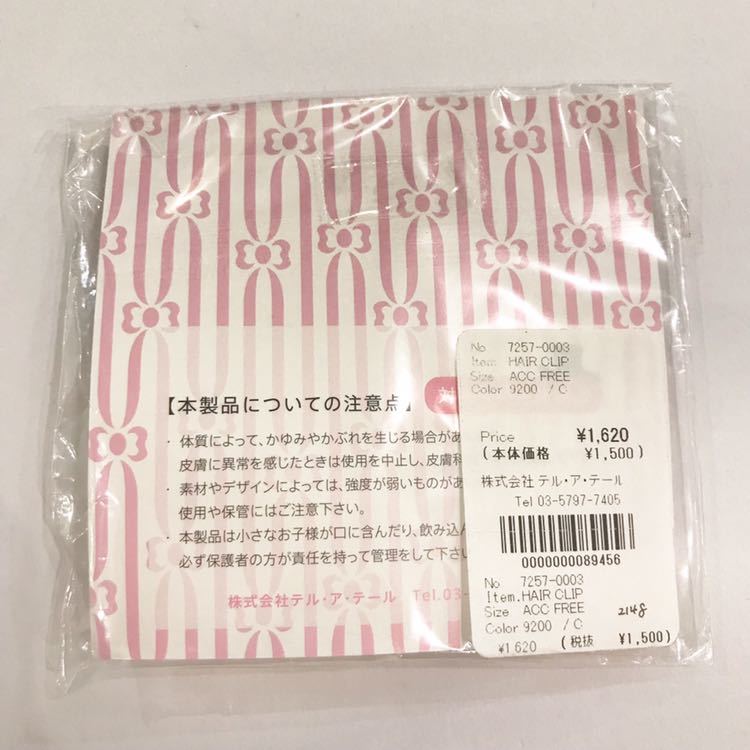 【本製品についての注意点】
・体質によって、かゆみやかぶれを生じる場合があ
皮膚に異常を感じたときは使用を中止し、皮膚科
・素材やデザインによっては、強度が弱いものがあ
使用や保管にはご注意下さい。
・本製品は小さなお子様が口に含んだり、飲み込ん
必ず保護者の方が責任を持って管理をして下さい
株式会社テル・ア・テール Tel.03-
No 7257-0003
Item. HAIR CLIP
Size ACC FREE
Color 9200 / C
Price ¥1,620
(本体価格 ¥1,500)
株式会社 テル・ア・テール
Tel 03-5797-7405
0000000089456
No 7257-0003
Item. HAIR CLIP
Size ACC FREE 2148
Color 9200 / C
¥1,620 (税抜 ¥1,500)